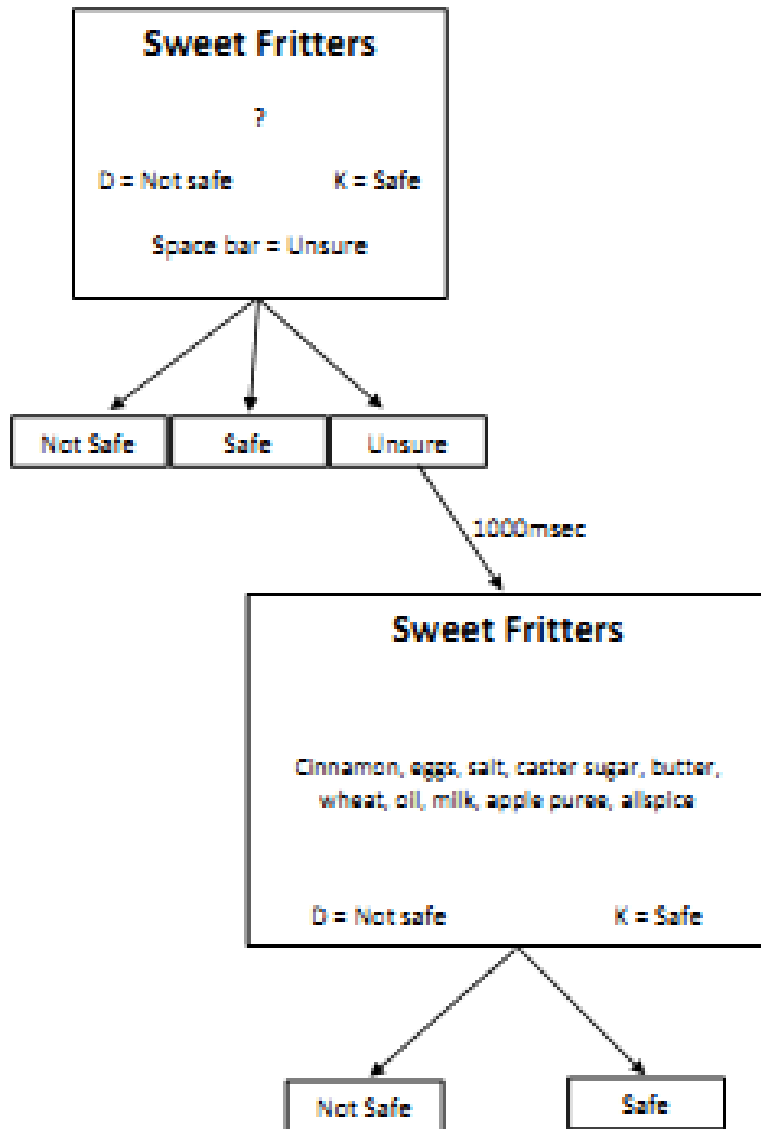 Sweet Fritters
?
D = Not safe K = Safe
Space bar = Unsure
Not Safe Safe Unsure
1000msec
Sweet Fritters
Cinnamon, eggs, salt, caster sugar, butter,
wheat, oil, milk, apple puree, allspice
D = Not safe K = Safe
Not Safe Safe